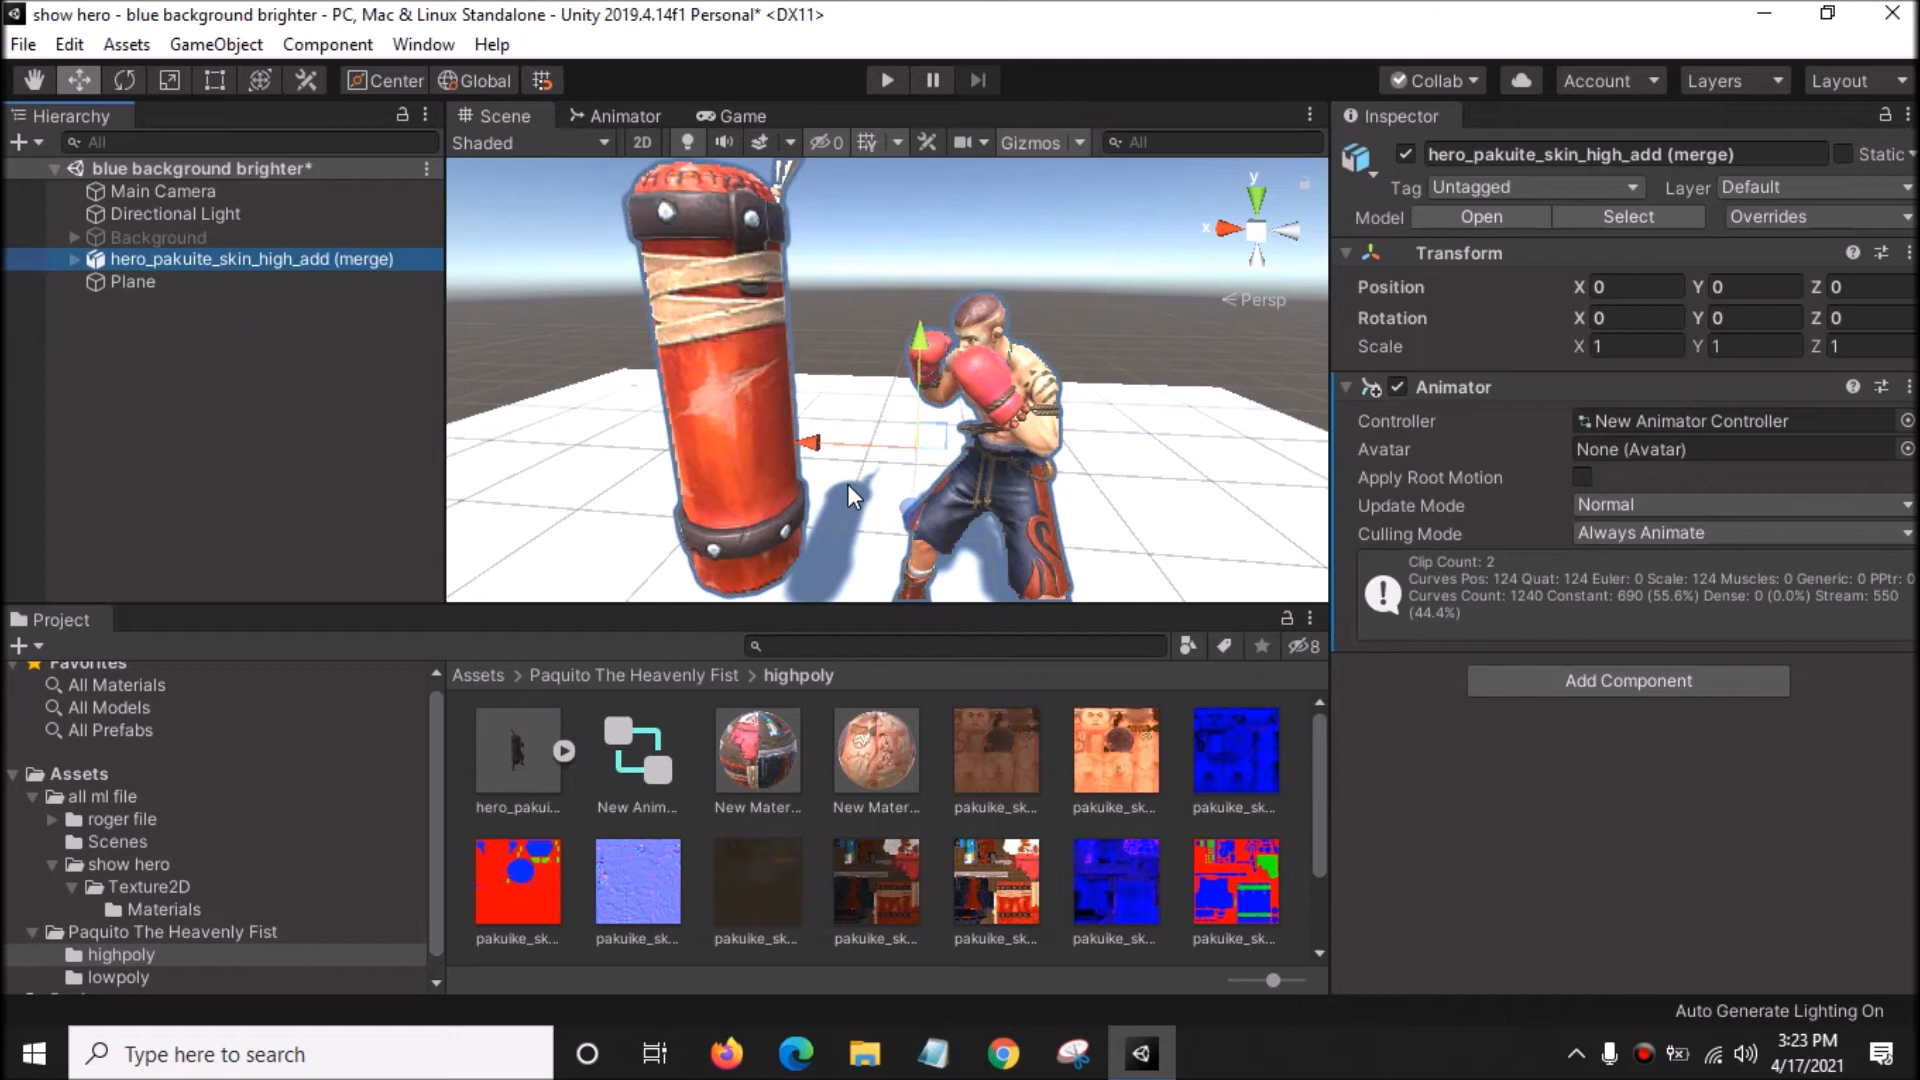 show hero - blue background brighter - PC, Mac & Linux Standalone - Unity 2019.4.14f1 Personal* <DX11>
File Edit Assets GameObject Component Window Help
Center Global Collab Account Layers Layout
Hierarchy
All
blue background brighter*
Main Camera
Directional Light
Background
hero_pakuite_skin_high_add (merge)
Plane
Scene Animator Game
Shaded 2D 0 Gizmos All
y
x
Persp
Inspector
hero_pakuite_skin_high_add (merge) Static
Tag Untagged Layer Default
Model Open Select Overrides
Transform
Position X 0 Y 0 Z 0
Rotation X 0 Y 0 Z 0
Scale X 1 Y 1 Z 1
Animator
Controller New Animator Controller
Avatar None (Avatar)
Apply Root Motion
Update Mode Normal
Culling Mode Always Animate
Clip Count: 2
Curves Pos: 124 Quat: 124 Euler: 0 Scale: 124 Muscles: 0 Generic: 0 PPtr: 0
Curves Count: 1240 Constant: 690 (55.6%) Dense: 0 (0.0%) Stream: 550
(44.4%)
Add Component
Project
8
Favorites
All Materials
All Models
All Prefabs
Assets
all ml file
roger file
Scenes
show hero
Texture2D
Materials
Paquito The Heavenly Fist
highpoly
lowpoly
Assets > Paquito The Heavenly Fist > highpoly
hero_pakui... New Anim... New Mater... New Mater... pakuike_sk... pakuike_sk... pakuike_sk...
pakuike_sk... pakuike_sk... pakuike_sk... pakuike_sk... pakuike_sk... pakuike_sk... pakuike_sk...
Auto Generate Lighting On
Type here to search
3:23 PM
4/17/2021